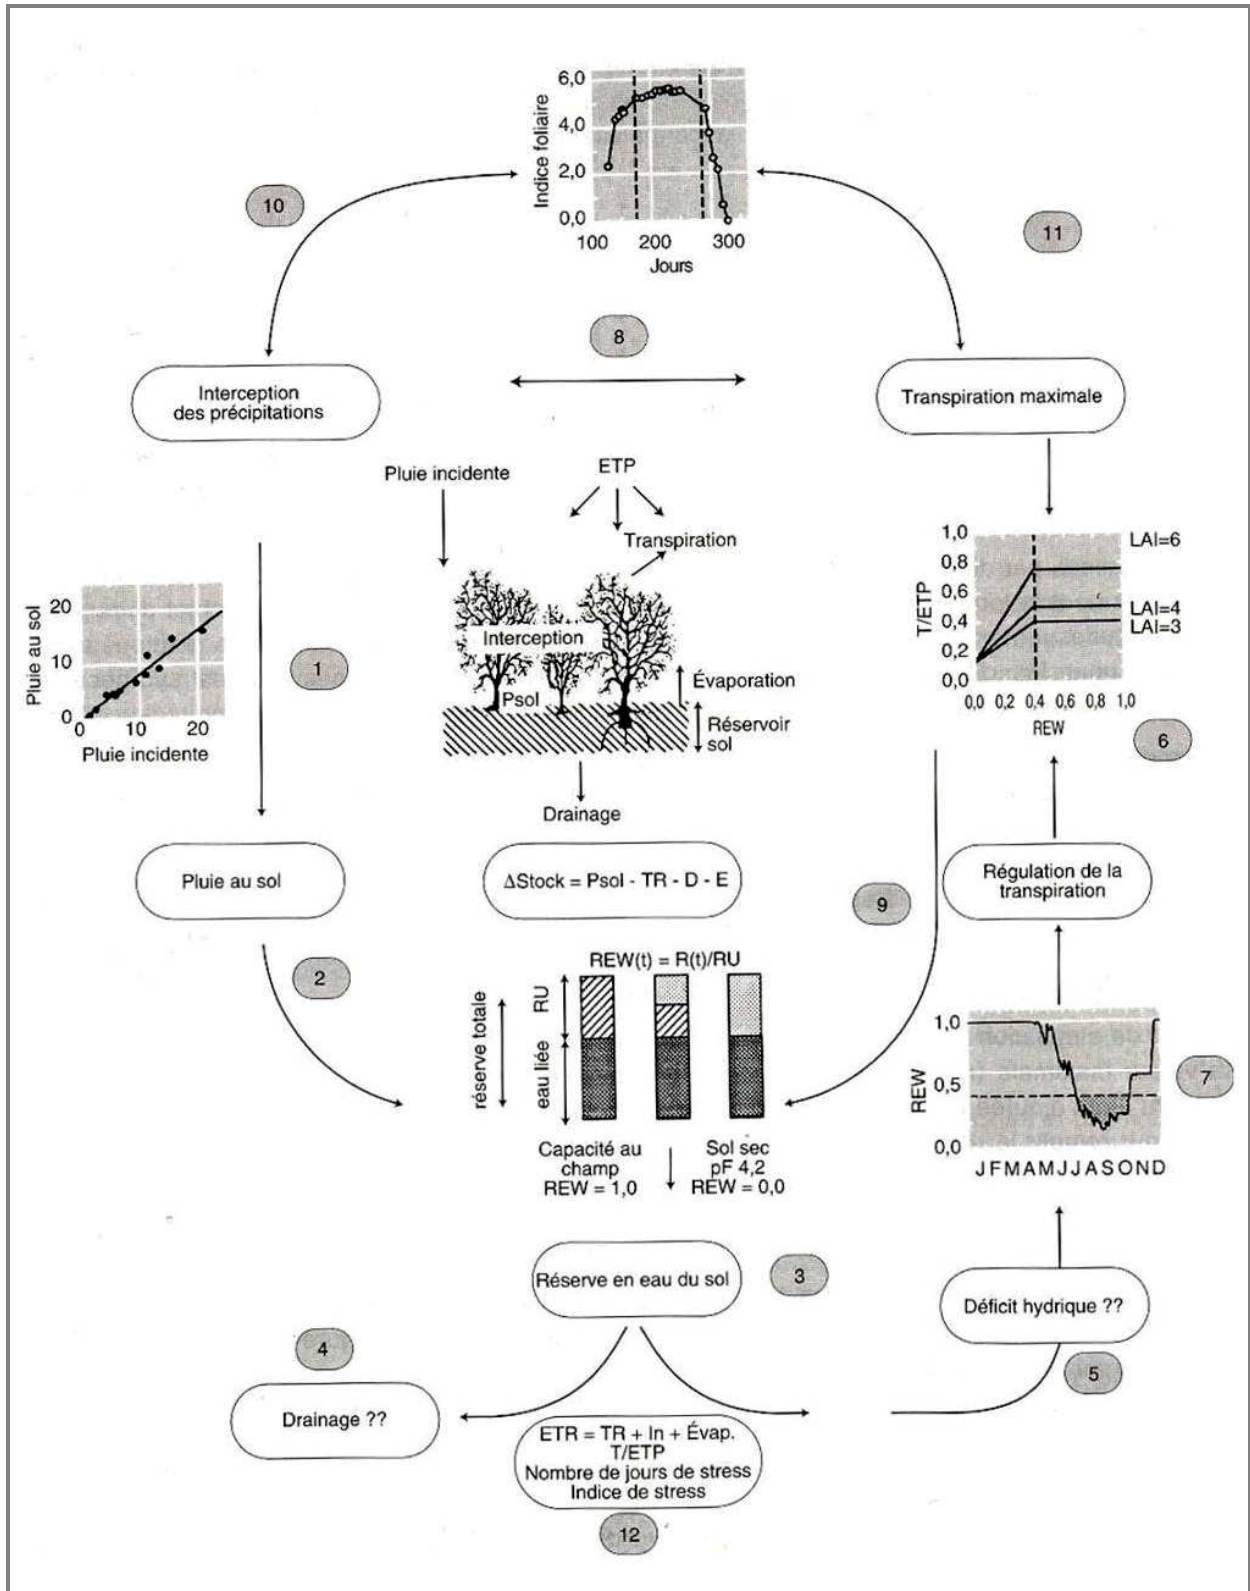 6,0
4,0
2,0
0,0
Indice foliaire
100 200 300
Jours
10
11
8
Interception
des précipitations
Transpiration maximale
Pluie incidente
ETP
Transpiration
Interception
Psol
Évaporation
Réservoir
sol
Drainage
20
10
0
Pluie au sol
0 10 20
Pluie incidente
1
1,0
0,8
0,6
0,4
0,2
0,0
T/ETP
LAI=6
LAI=4
LAI=3
0,0 0,2 0,4 0,6 0,8 1,0
REW
6
Pluie au sol
ΔStock = Psol - TR - D - E
Régulation de la
transpiration
9
2
REW(t) = R(t)/RU
réserve totale
RU
eau liée
Capacité au
champ
REW = 1,0
Sol sec
pF 4,2
REW = 0,0
1,0
0,5
0,0
REW
J F M A M J J A S O N D
7
Réserve en eau du sol
3
Déficit hydrique ??
5
4
Drainage ??
ETR = TR + In + Évap.
T/ETP
Nombre de jours de stress
Indice de stress
12